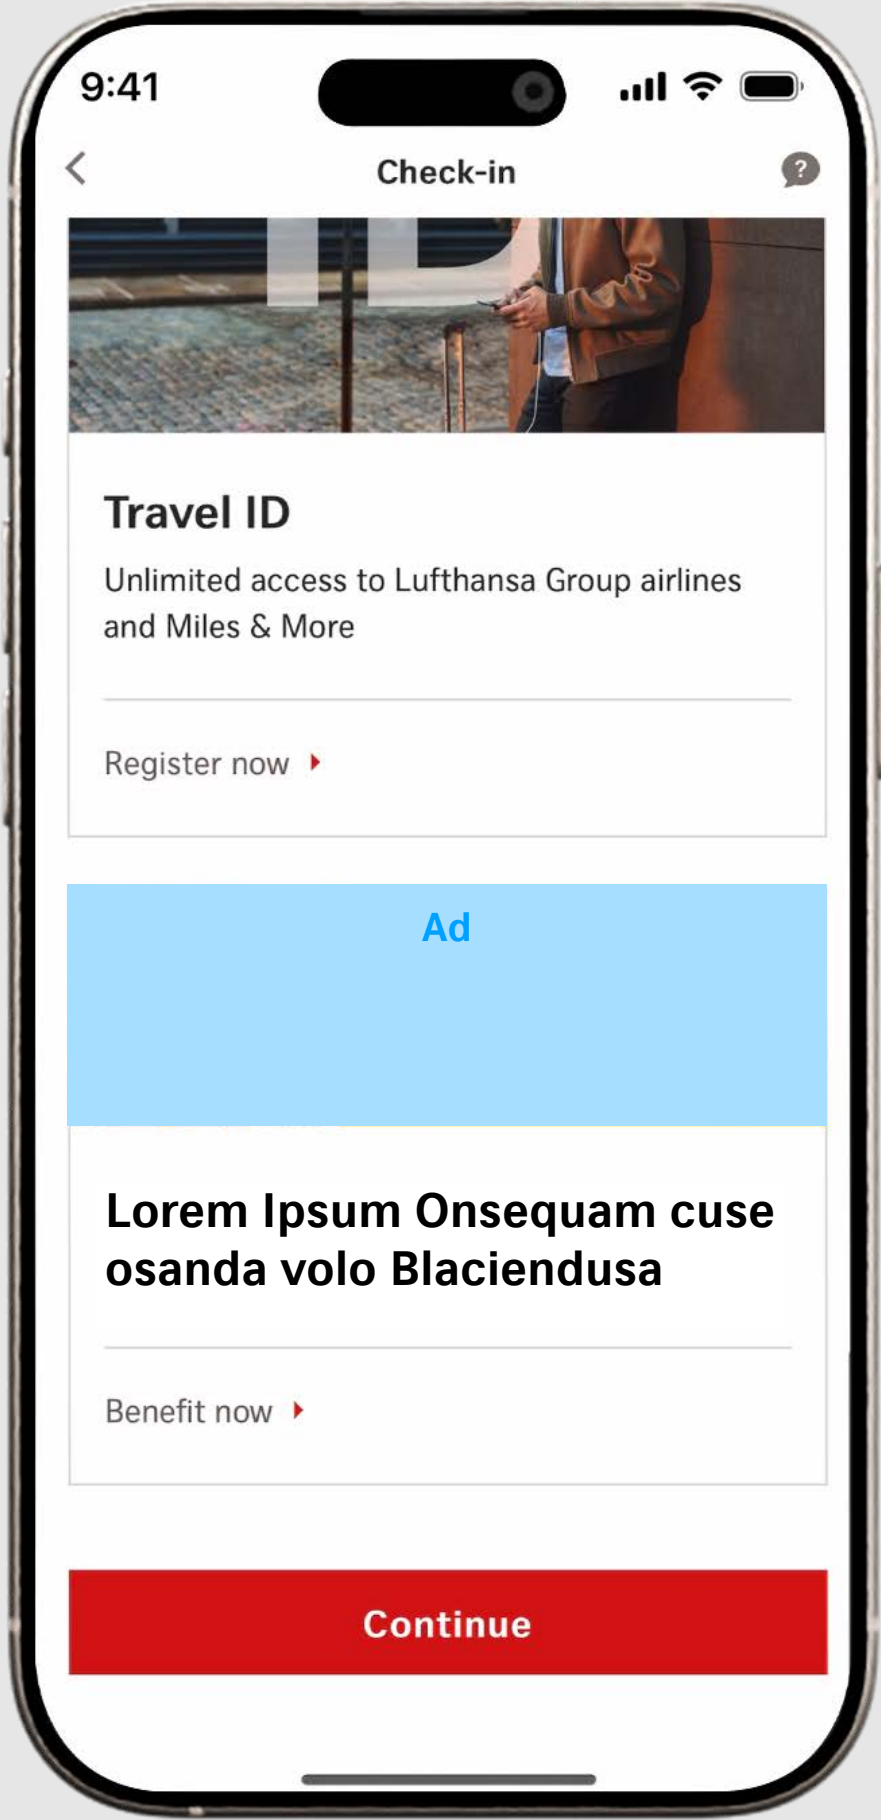 9:41
Check-in
?
ID
Travel ID
Unlimited access to Lufthansa Group airlines
and Miles & More
Register now
Ad
Lorem Ipsum Onsequam cuse
osanda volo Blaciendusa
Benefit now
Continue